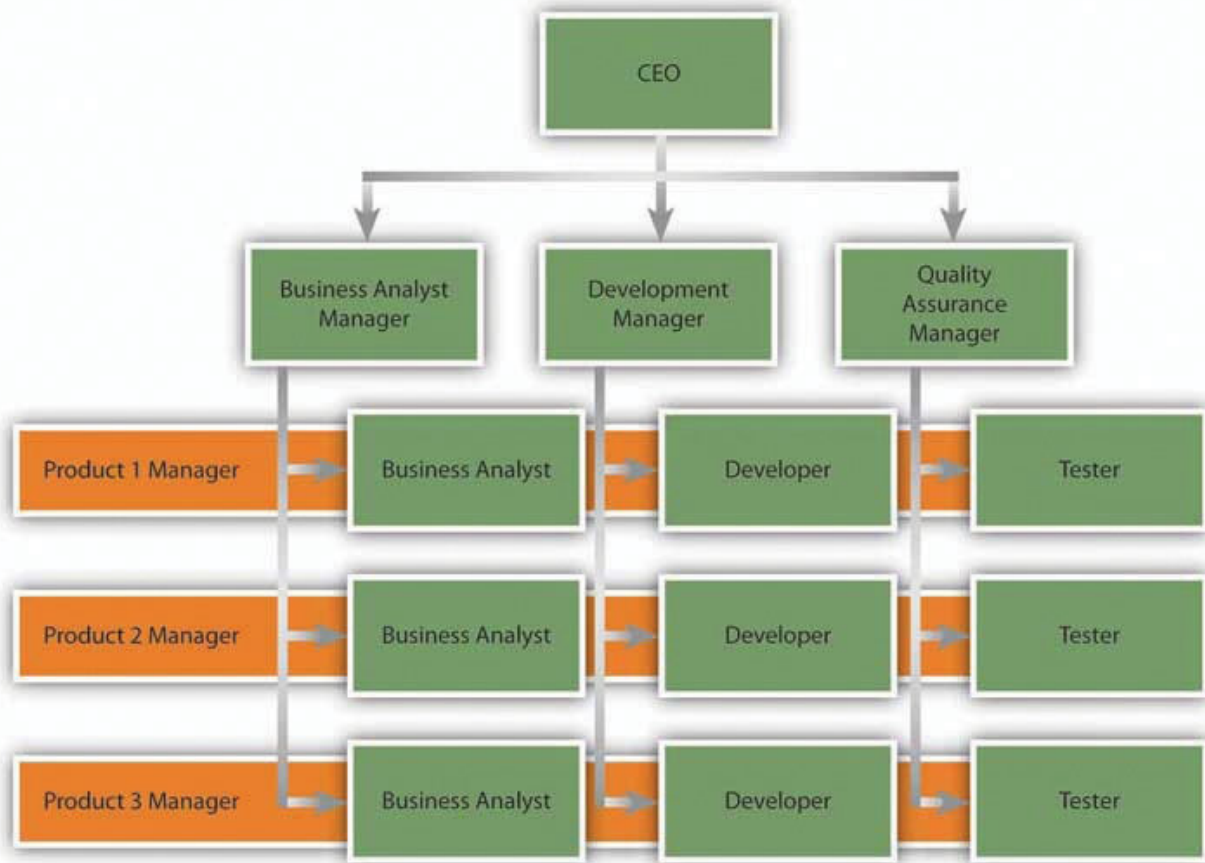 CEO
Business Analyst
Manager
Development
Manager
Quality
Assurance
Manager
Product 1 Manager
Business Analyst
Developer
Tester
Product 2 Manager
Business Analyst
Developer
Tester
Product 3 Manager
Business Analyst
Developer
Tester